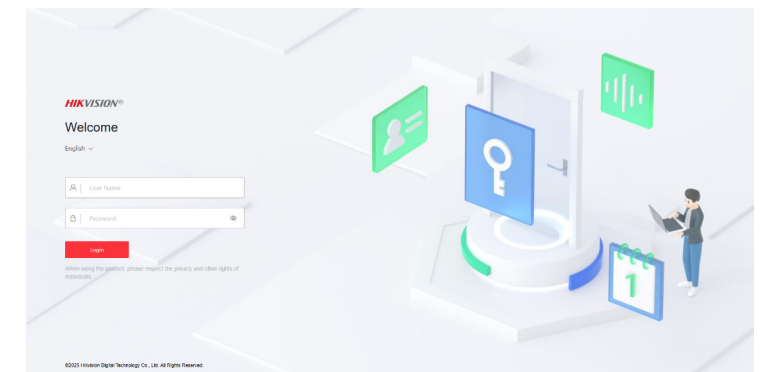 HIKVISION®
Welcome
English
User Name
Password
Login
When using the product, please respect the privacy and other rights of
individuals.
1
©2025 Hikvision Digital Technology Co., Ltd. All Rights Reserved.